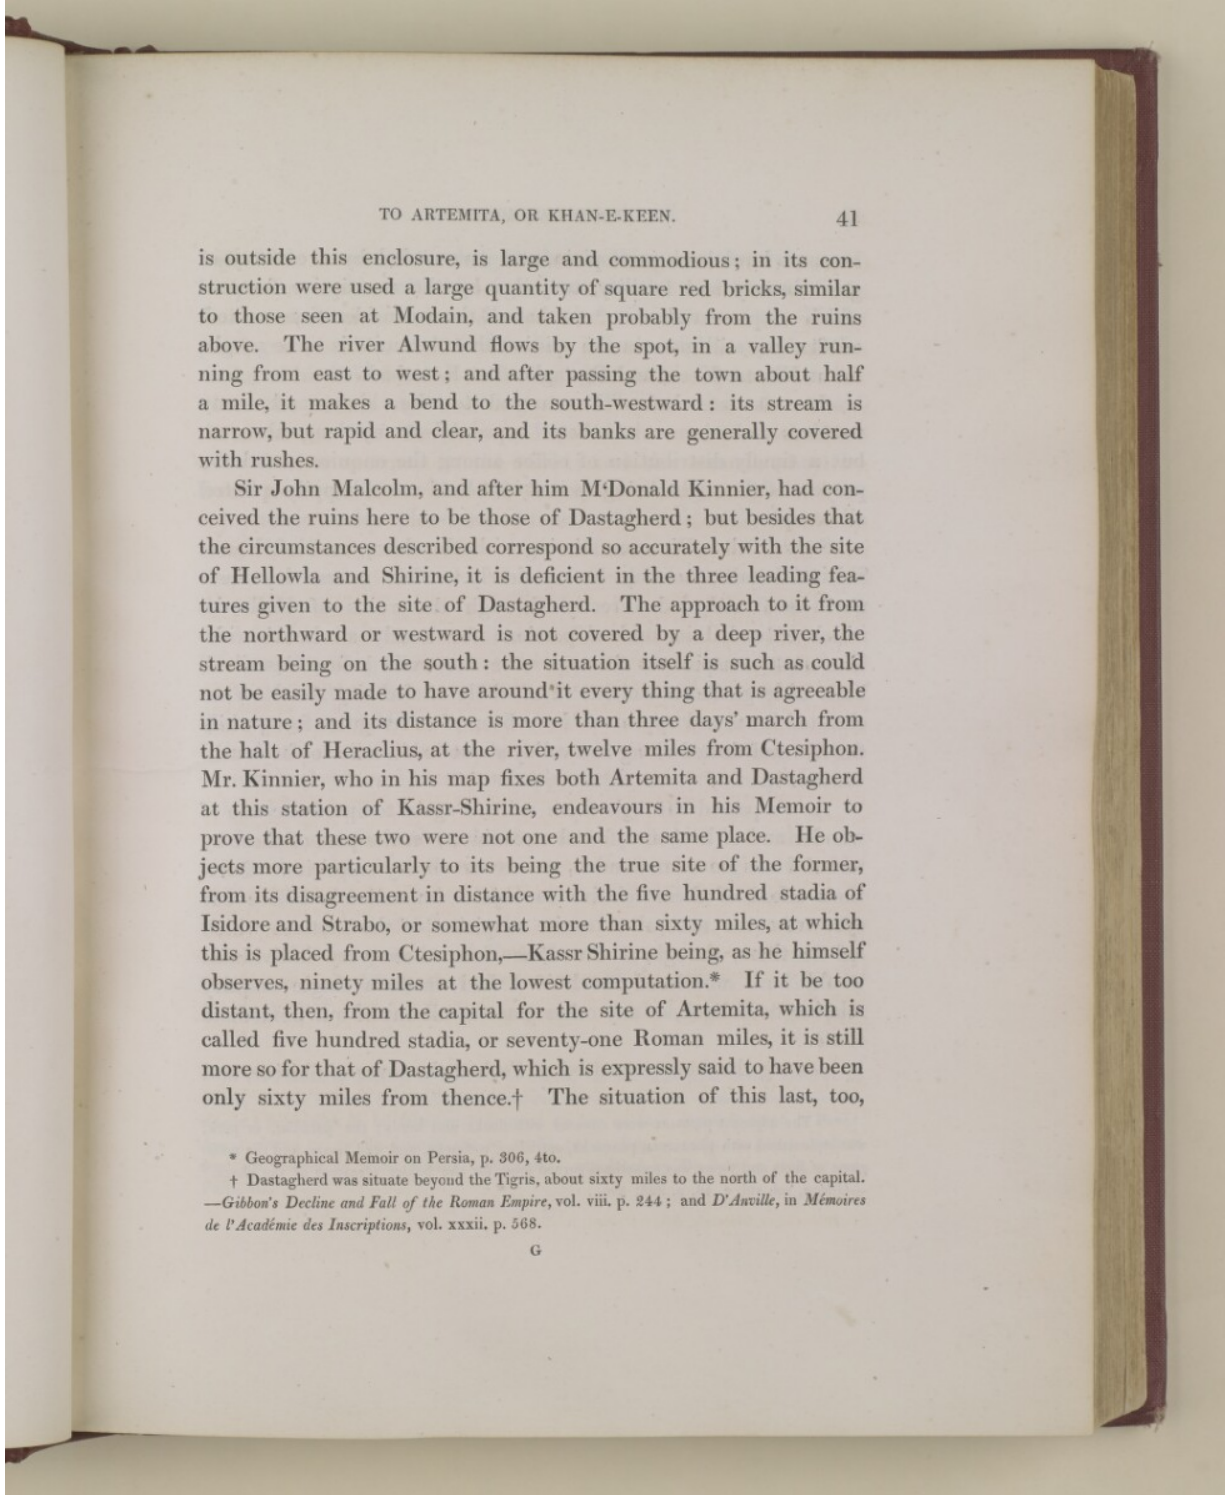 TO ARTEMITA, OR KHAN-E-KEEN. 41
is outside this enclosure, is large and commodious; in its con-
struction were used a large quantity of square red bricks, similar
to those seen at Modain, and taken probably from the ruins
above. The river Alwund flows by the spot, in a valley run-
ning from east to west; and after passing the town about half
a mile, it makes a bend to the south-westward: its stream is
narrow, but rapid and clear, and its banks are generally covered
with rushes.
Sir John Malcolm, and after him M‘Donald Kinnier, had con-
ceived the ruins here to be those of Dastagherd; but besides that
the circumstances described correspond so accurately with the site
of Hellowla and Shirine, it is deficient in the three leading fea-
tures given to the site of Dastagherd. The approach to it from
the northward or westward is not covered by a deep river, the
stream being on the south: the situation itself is such as could
not be easily made to have around it every thing that is agreeable
in nature; and its distance is more than three days’ march from
the halt of Heraclius, at the river, twelve miles from Ctesiphon.
Mr. Kinnier, who in his map fixes both Artemita and Dastagherd
at this station of Kassr-Shirine, endeavours in his Memoir to
prove that these two were not one and the same place. He ob-
jects more particularly to its being the true site of the former,
from its disagreement in distance with the five hundred stadia of
Isidore and Strabo, or somewhat more than sixty miles, at which
this is placed from Ctesiphon,—Kassr Shirine being, as he himself
observes, ninety miles at the lowest computation.* If it be too
distant, then, from the capital for the site of Artemita, which is
called five hundred stadia, or seventy-one Roman miles, it is still
more so for that of Dastagherd, which is expressly said to have been
only sixty miles from thence.† The situation of this last, too,
* Geographical Memoir on Persia, p. 306, 4to.
† Dastagherd was situate beyond the Tigris, about sixty miles to the north of the capital.
—Gibbon's Decline and Fall of the Roman Empire, vol. viii. p. 244; and D'Anville, in Mémoires
de l'Académie des Inscriptions, vol. xxxii. p. 568.
G